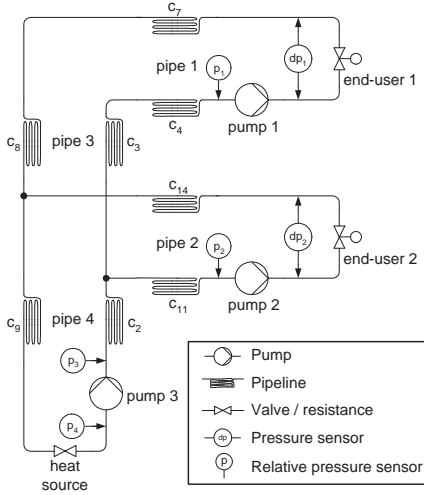 c7
pipe 1
p1
dp1
end-user 1
c4
pump 1
c8
pipe 3
c3
c14
pipe 2
p2
dp2
end-user 2
c11
pump 2
c9
pipe 4
c2
p3
pump 3
p4
heat
source
Pump
Pipeline
Valve / resistance
dp
Pressure sensor
p
Relative pressure sensor